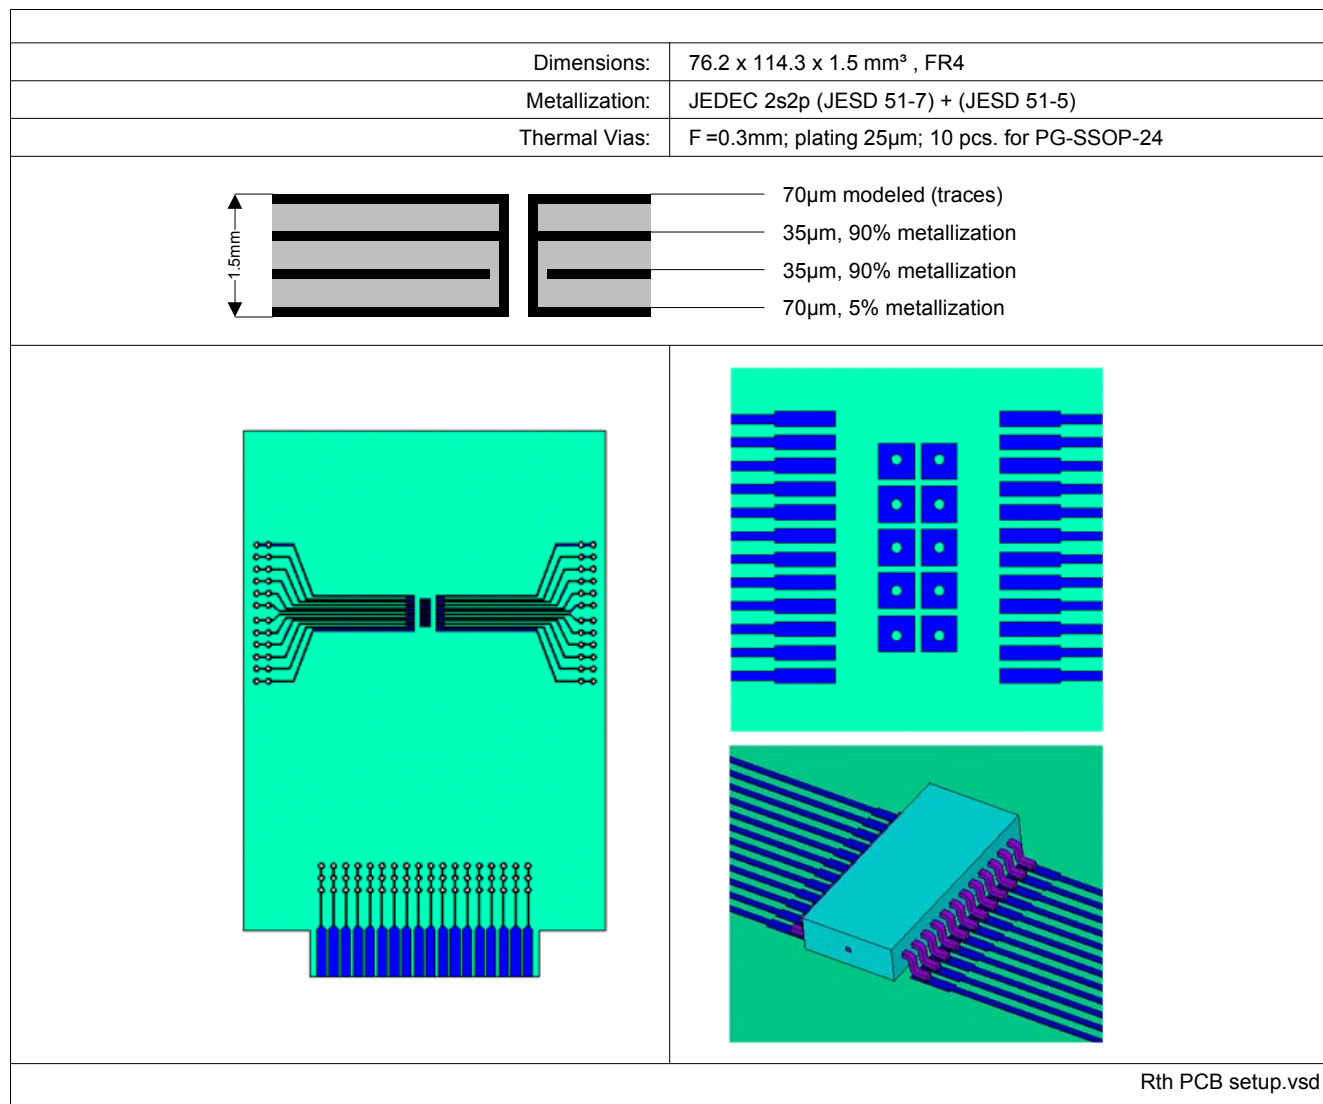 Dimensions: 76.2 x 114.3 x 1.5 mm³ , FR4
Metallization: JEDEC 2s2p (JESD 51-7) + (JESD 51-5)
Thermal Vias: F =0.3mm; plating 25µm; 10 pcs. for PG-SSOP-24
70µm modeled (traces)
35µm, 90% metallization
1.5mm
35µm, 90% metallization
70µm, 5% metallization
Rth PCB setup.vsd